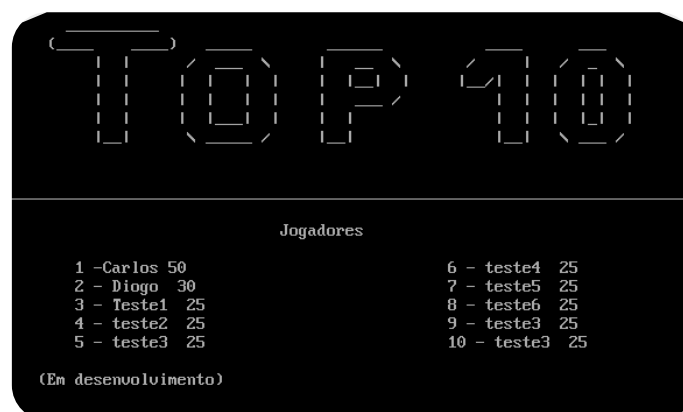 TOP 10
Jogadores
1 -Carlos 50
2 - Diogo 30
3 - Teste1 25
4 - teste2 25
5 - teste3 25
6 - teste4 25
7 - teste5 25
8 - teste6 25
9 - teste3 25
10 - teste3 25
(Em desenvolvimento)